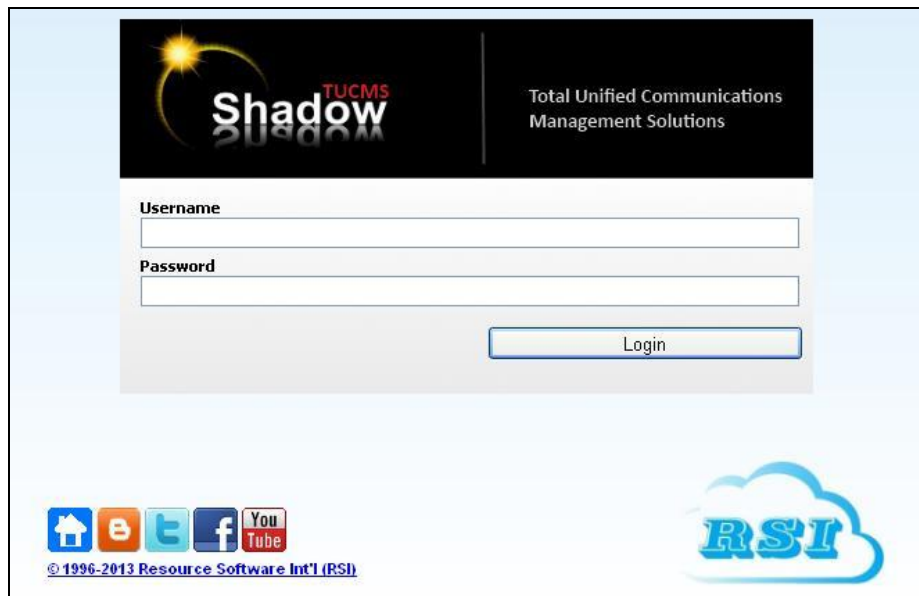 TUCMS
Shadow
Total Unified Communications
Management Solutions
Username
Password
Login
You
Tube
RSI
© 1996-2013 Resource Software Int'l (RSI)